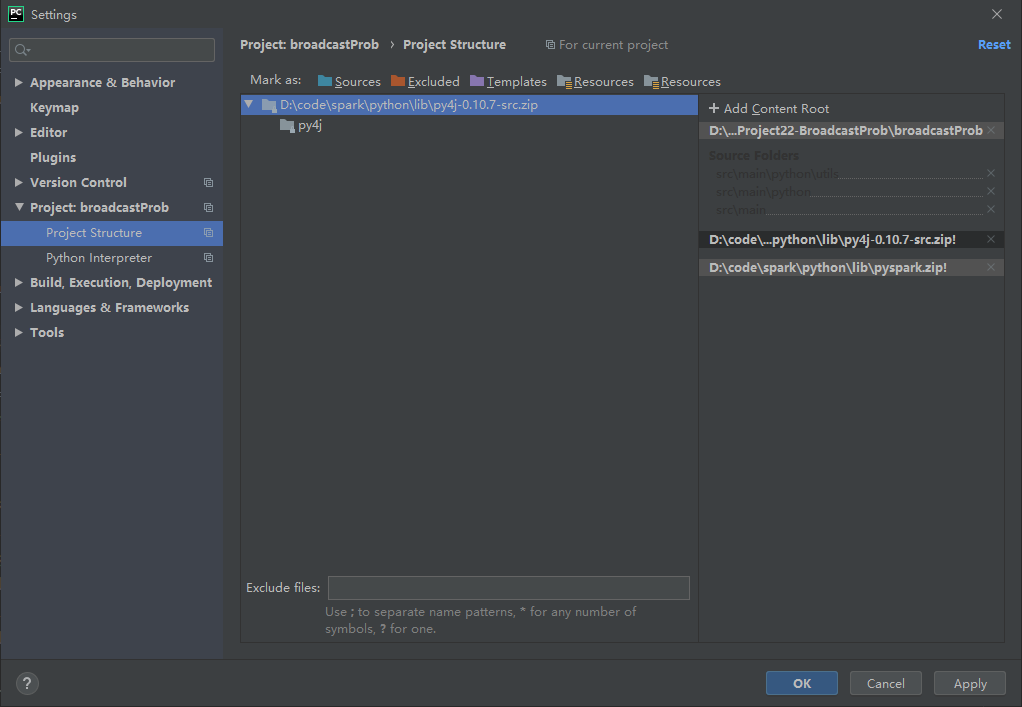 PC Settings
Project: broadcastProb › Project Structure For current project Reset
Appearance & Behavior
Keymap
Editor
Plugins
Version Control
Project: broadcastProb
Project Structure
Python Interpreter
Build, Execution, Deployment
Languages & Frameworks
Tools
Mark as: Sources Excluded Templates Resources Resources
D:\code\spark\python\lib\py4j-0.10.7-src.zip
py4j
Exclude files:
Use ; to separate name patterns, * for any number of
symbols, ? for one.
+ Add Content Root
D:\...Project22-BroadcastProb\broadcastProb
Source Folders
src\main\python\utils
src\main\python
src\main
D:\code\...python\lib\py4j-0.10.7-src.zip!
D:\code\spark\python\lib\pyspark.zip!
? OK Cancel Apply